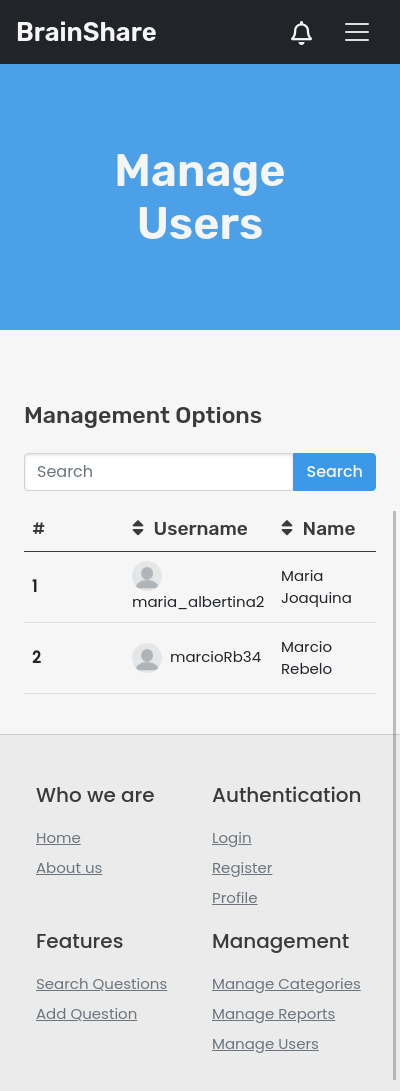 BrainShare
Manage
Users
Management Options
Search Search
# Username Name
1 maria_albertina2 Maria
Joaquina
2 marcioRb34 Marcio
Rebelo
Who we are
Home
About us
Authentication
Login
Register
Profile
Features
Search Questions
Add Question
Management
Manage Categories
Manage Reports
Manage Users